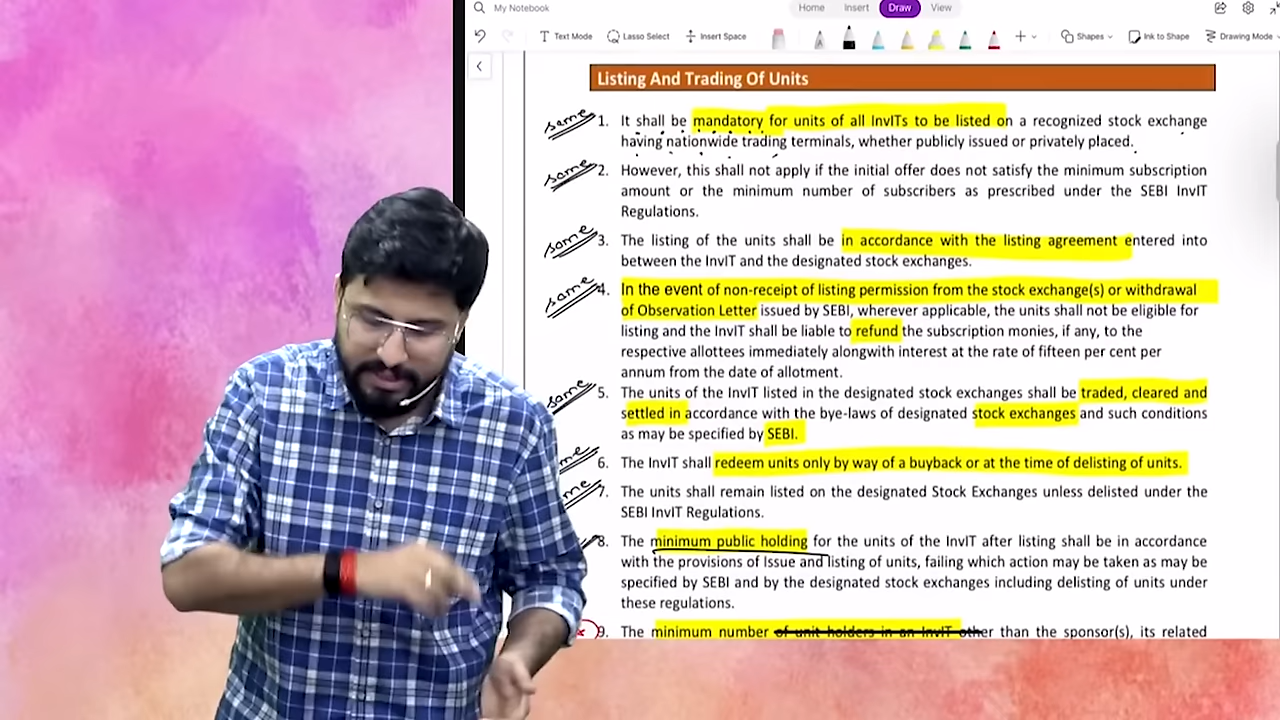 My Notebook
Home Insert Draw View
Text Mode Lasso Select Insert Space Shapes Ink to Shape Drawing Mode
Listing And Trading Of Units
same 1. It shall be mandatory for units of all InvITs to be listed on a recognized stock exchange
having nationwide trading terminals, whether publicly issued or privately placed.
same 2. However, this shall not apply if the initial offer does not satisfy the minimum subscription
amount or the minimum number of subscribers as prescribed under the SEBI InvIT
Regulations.
same 3. The listing of the units shall be in accordance with the listing agreement entered into
between the InvIT and the designated stock exchanges.
same 4. In the event of non-receipt of listing permission from the stock exchange(s) or withdrawal
of Observation Letter issued by SEBI, wherever applicable, the units shall not be eligible for
listing and the InvIT shall be liable to refund the subscription monies, if any, to the
respective allottees immediately alongwith interest at the rate of fifteen per cent per
annum from the date of allotment.
same 5. The units of the InvIT listed in the designated stock exchanges shall be traded, cleared and
settled in accordance with the bye-laws of designated stock exchanges and such conditions
as may be specified by SEBI.
me 6. The InvIT shall redeem units only by way of a buyback or at the time of delisting of units.
me 7. The units shall remain listed on the designated Stock Exchanges unless delisted under the
SEBI InvIT Regulations.
8. The minimum public holding for the units of the InvIT after listing shall be in accordance
with the provisions of Issue and listing of units, failing which action may be taken as may be
specified by SEBI and by the designated stock exchanges including delisting of units under
these regulations.
9. The minimum number of unit holders in an InvIT other than the sponsor(s), its related